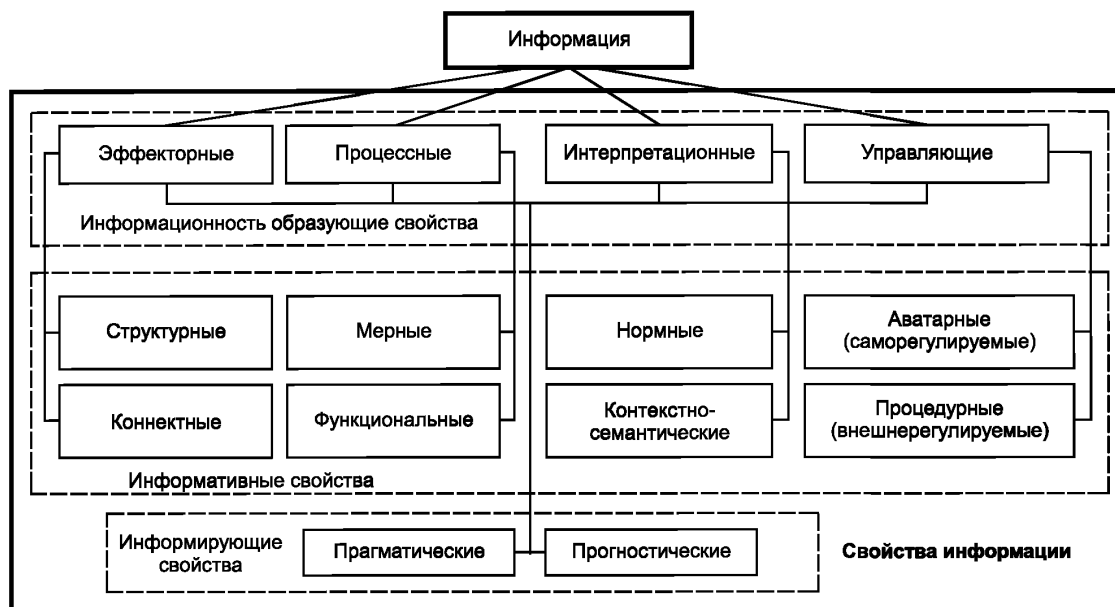 Информация
Эффекторные
Процессные
Интерпретационные
Управляющие
Информационность образующие свойства
Структурные
Мерные
Нормные
Аватарные
(саморегулируемые)
Коннектные
Функциональные
Контекстно-
семантические
Процедурные
(внешнерегулируемые)
Информативные свойства
Информирующие
свойства
Прагматические
Прогностические
Свойства информации